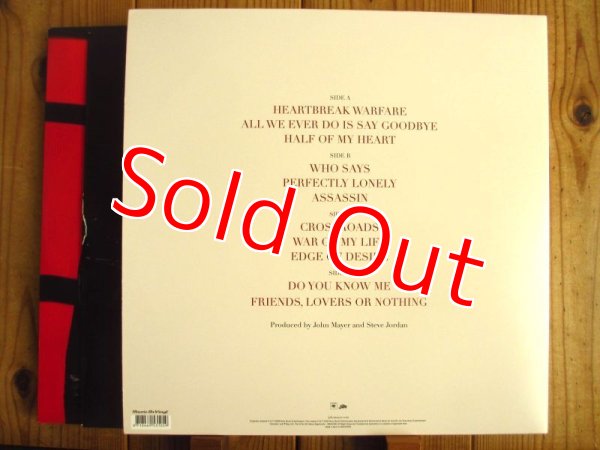 SIDE A
HEARTBREAK WARFARE
ALL WE EVER DO IS SAY GOODBYE
HALF OF MY HEART
SIDE B
WHO SAYS
PERFECTLY LONELY
ASSASSIN
Sold Out
CROSSROADS
WAR OF MY LIFE
EDGE OF DESIRE
DO YOU KNOW ME
FRIENDS, LOVERS OR NOTHING
Produced by John Mayer and Steve Jordan
MusicOnVinyl